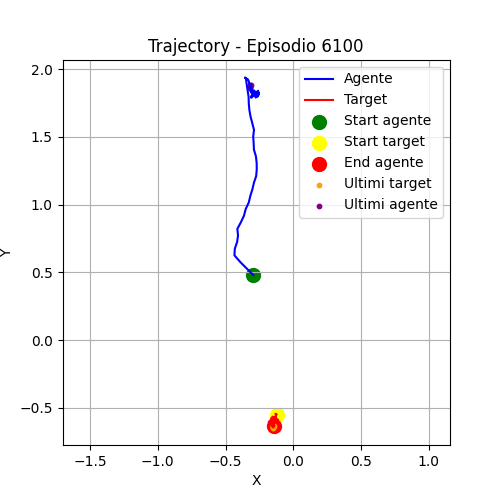 Trajectory - Episodio 6100
2.0
1.5
1.0
0.5
0.0
−0.5
Y
−1.5
−1.0
−0.5
0.0
0.5
1.0
X
Agente
Target
Start agente
Start target
End agente
Ultimi target
Ultimi agente